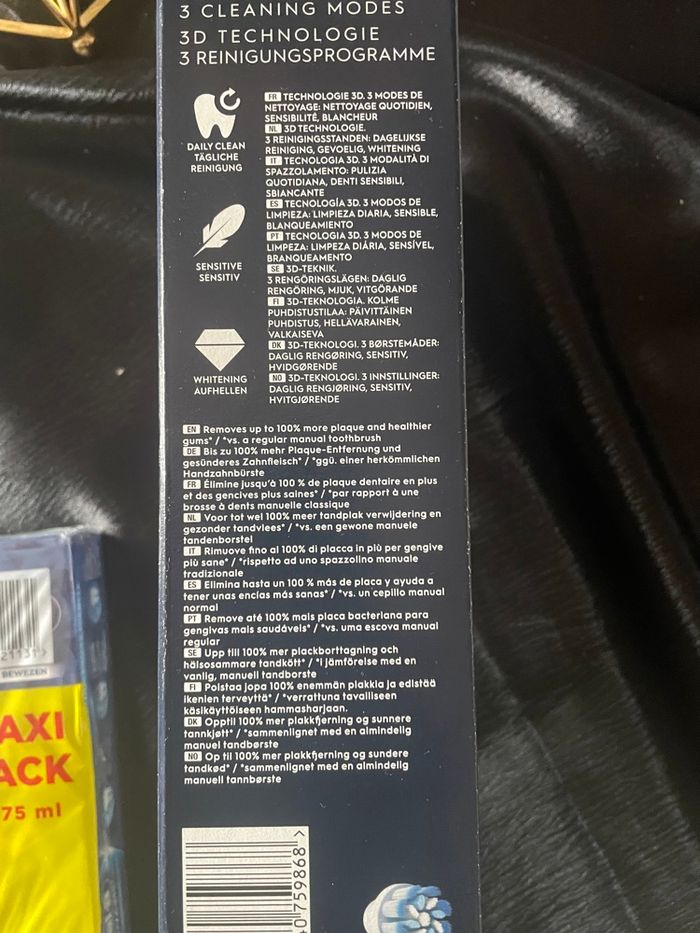 3 CLEANING MODES
3D TECHNOLOGIE
3 REINIGUNGSPROGRAMME
DAILY CLEAN
TÄGLICHE
REINIGUNG
SENSITIVE
SENSITIV
WHITENING
AUFHELLEN
FR TECHNOLOGIE 3D. 3 MODES DE
NETTOYAGE: NETTOYAGE QUOTIDIEN,
SENSIBILITÉ, BLANCHEUR
NL 3D TECHNOLOGIE.
3 REINIGINGSSTANDEN: DAGELIJKSE
REINIGING, GEVOELIG, WHITENING
IT TECNOLOGIA 3D. 3 MODALITÀ DI
SPAZZOLAMENTO: PULIZIA
QUOTIDIANA, DENTI SENSIBILI,
SBIANCANTE
ES TECNOLOGÍA 3D. 3 MODOS DE
LIMPIEZA: LIMPIEZA DIARIA, SENSIBLE,
BLANQUEAMIENTO
PT TECNOLOGIA 3D. 3 MODOS DE
LIMPEZA: LIMPEZA DIÁRIA, SENSÍVEL,
BRANQUEAMENTO
SE 3D-TEKNIK.
3 RENGÖRINGSLÄGEN: DAGLIG
RENGÖRING, MJUK, VITGÖRANDE
FI 3D-TEKNOLOGIA. KOLME
PUHDISTUSTILAA: PÄIVITTÄINEN
PUHDISTUS, HELLÄVARAINEN,
VALKAISEVA
DK 3D-TEKNOLOGI. 3 BØRSTEMÅDER:
DAGLIG RENGØRING, SENSITIV,
HVIDGØRENDE
NO 3D-TEKNOLOGI. 3 INNSTILLINGER:
DAGLIG RENGJØRING, SENSITIV,
HVITGJØRENDE
EN Removes up to 100% more plaque and healthier
gums* / *vs. a regular manual toothbrush
DE Bis zu 100% mehr Plaque-Entfernung und
gesünderes Zahnfleisch* / *ggü. einer herkömmlichen
Handzahnbürste
FR Élimine jusqu'à 100 % de plaque dentaire en plus
et des gencives plus saines* / *par rapport à une
brosse à dents manuelle classique
NL Voor tot wel 100% meer tandplak verwijdering en
gezonder tandvlees* / *vs. een gewone manuele
tandenborstel
IT Rimuove fino al 100% di placca in più per gengive
più sane* / *rispetto ad uno spazzolino manuale
tradizionale
ES Elimina hasta un 100 % más de placa y ayuda a
tener unas encías más sanas* / *vs. un cepillo manual
normal
PT Remove até 100% mais placa bacteriana para
gengivas mais saudáveis* / *vs. uma escova manual
regular
SE Upp till 100% mer plackborttagning och
hälsosammare tandkött* / *i jämförelse med en
vanlig, manuell tandborste
FI Poistaa jopa 100% enemmän plakkia ja edistää
ikenien terveyttä* / *verrattuna tavalliseen
käsikäyttöiseen hammasharjaan.
DK Opptil 100% mer plakkfjerning og sunnere
tannkjøtt* / *sammenlignet med en almindelig
manuel tandbørste
NO Op til 100% mer plakkfjerning og sundere
tandkød* / *sammenlignet med en almindelig
manuell tannbørste
0"759868">
BEWEZEN
AXI
ACK
75 ml